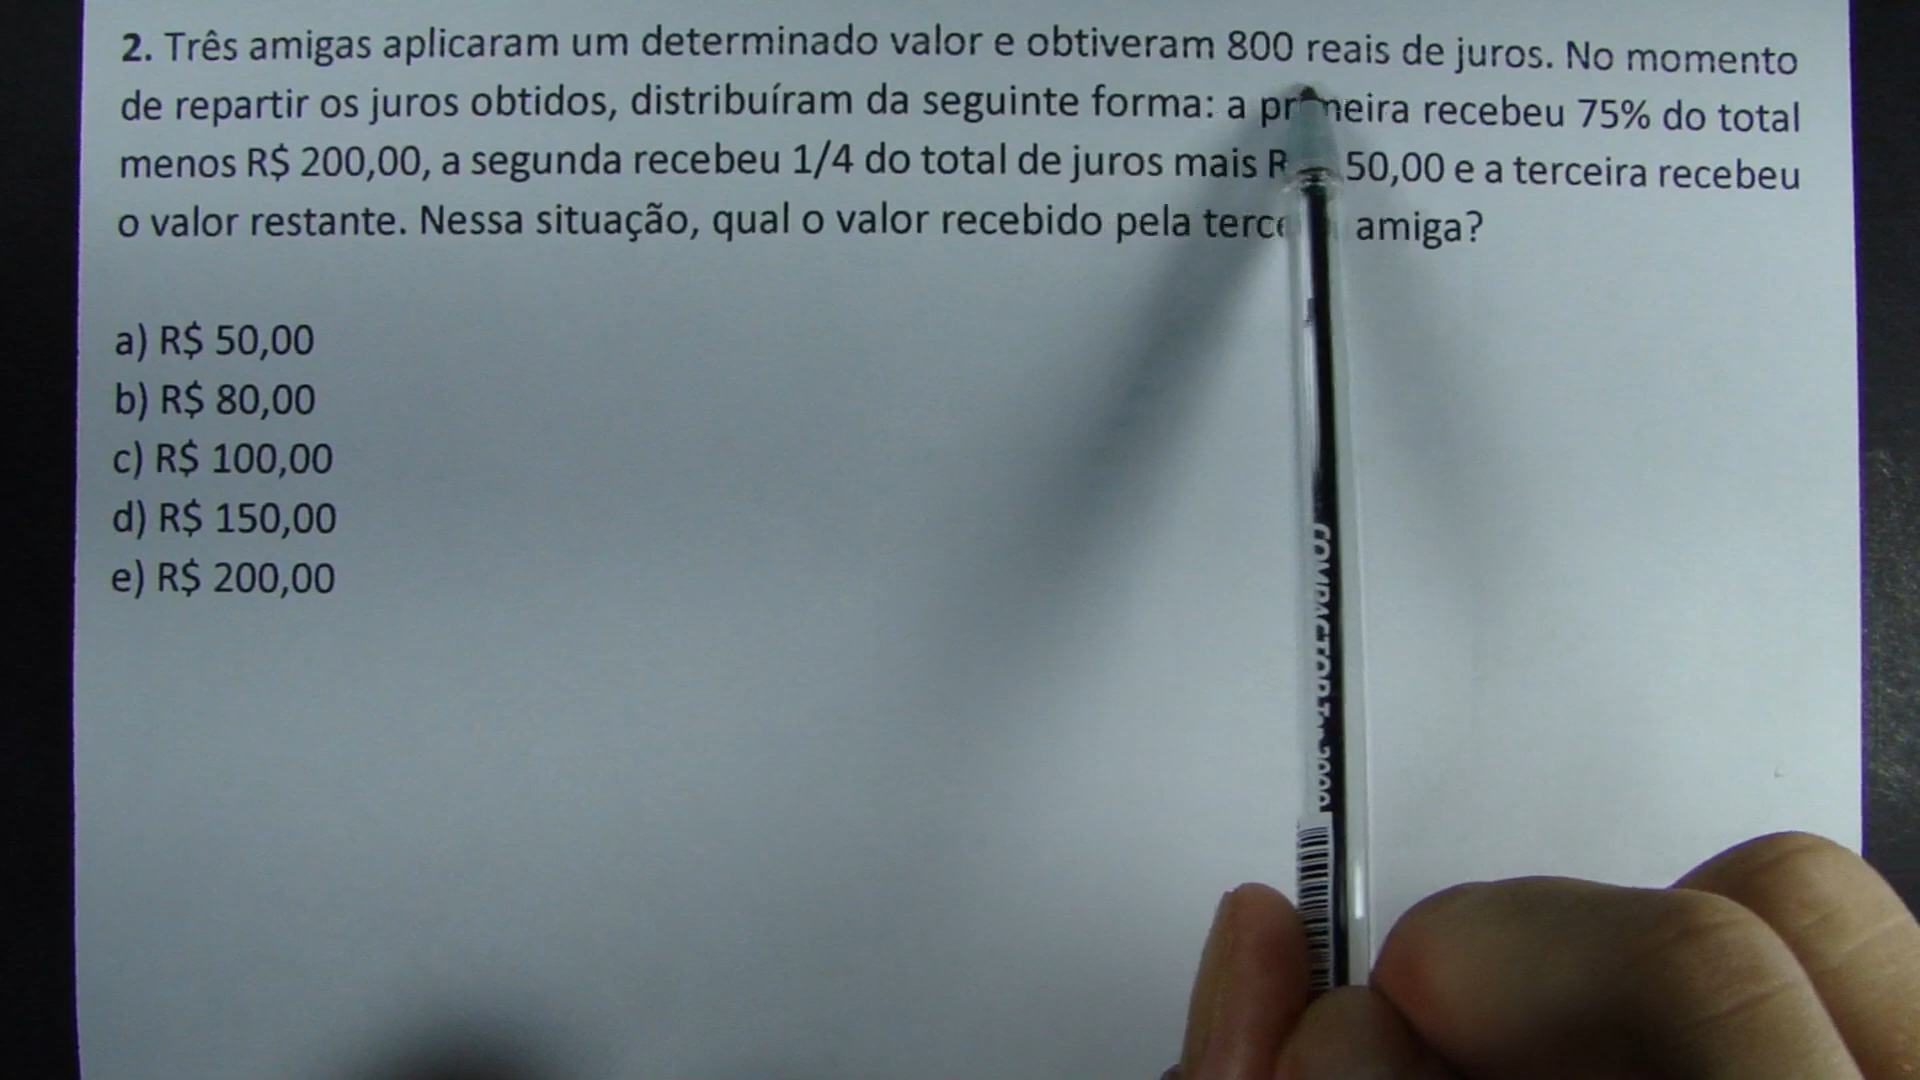 2. Três amigas aplicaram um determinado valor e obtiveram 800 reais de juros. No momento
de repartir os juros obtidos, distribuíram da seguinte forma: a primeira recebeu 75% do total
menos R$ 200,00, a segunda recebeu 1/4 do total de juros mais 50,00 e a terceira recebeu
o valor restante. Nessa situação, qual o valor recebido pela terceira amiga?
a) R$ 50,00
b) R$ 80,00
c) R$ 100,00
d) R$ 150,00
e) R$ 200,00
COMPACTOR